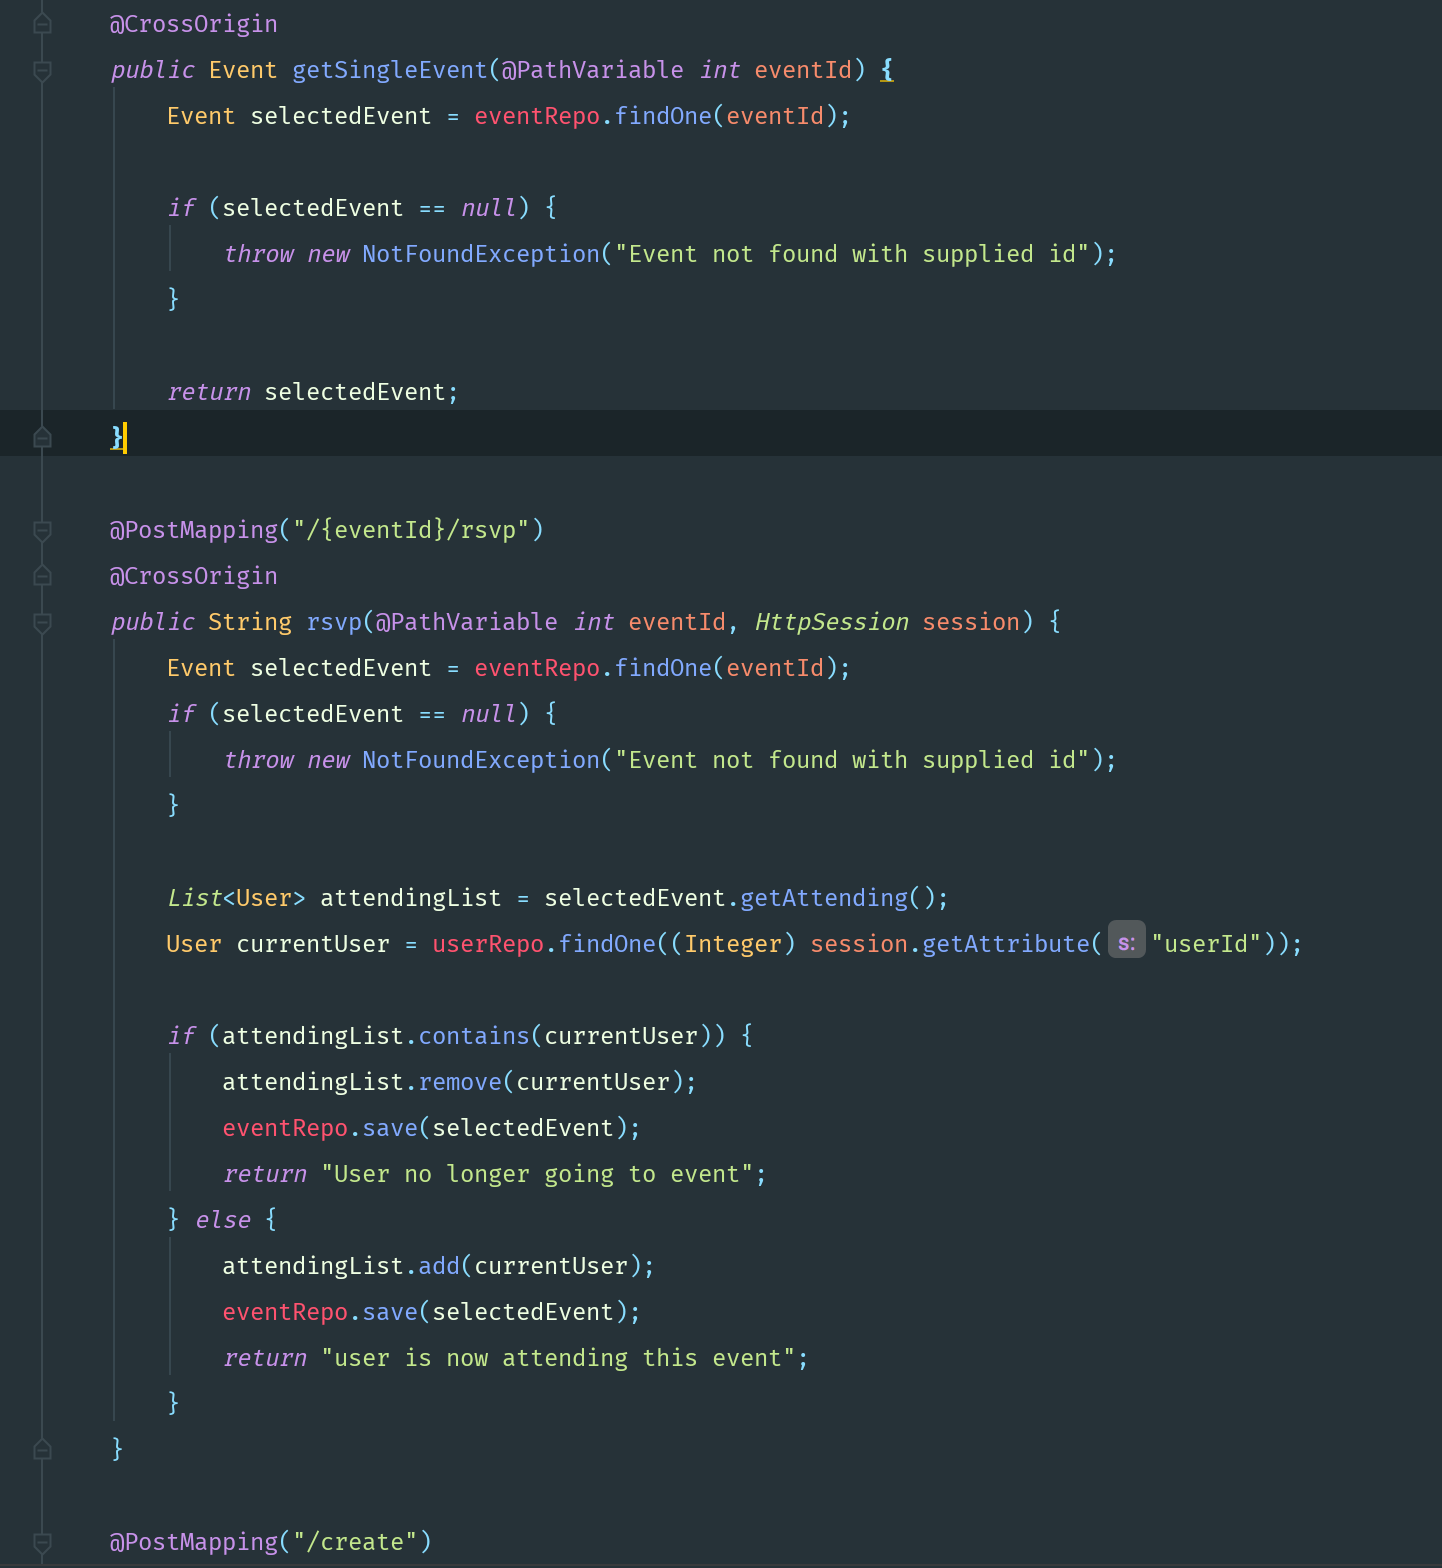 @CrossOrigin
public Event getSingleEvent(@PathVariable int eventId) {
    Event selectedEvent = eventRepo.findOne(eventId);

    if (selectedEvent == null) {
        throw new NotFoundException("Event not found with supplied id");
    }

    return selectedEvent;
}

@PostMapping("/{eventId}/rsvp")
@CrossOrigin
public String rsvp(@PathVariable int eventId, HttpSession session) {
    Event selectedEvent = eventRepo.findOne(eventId);
    if (selectedEvent == null) {
        throw new NotFoundException("Event not found with supplied id");
    }

    List<User> attendingList = selectedEvent.getAttending();
    User currentUser = userRepo.findOne((Integer) session.getAttribute( s: "userId"));

    if (attendingList.contains(currentUser)) {
        attendingList.remove(currentUser);
        eventRepo.save(selectedEvent);
        return "User no longer going to event";
    } else {
        attendingList.add(currentUser);
        eventRepo.save(selectedEvent);
        return "user is now attending this event";
    }
}

@PostMapping("/create")